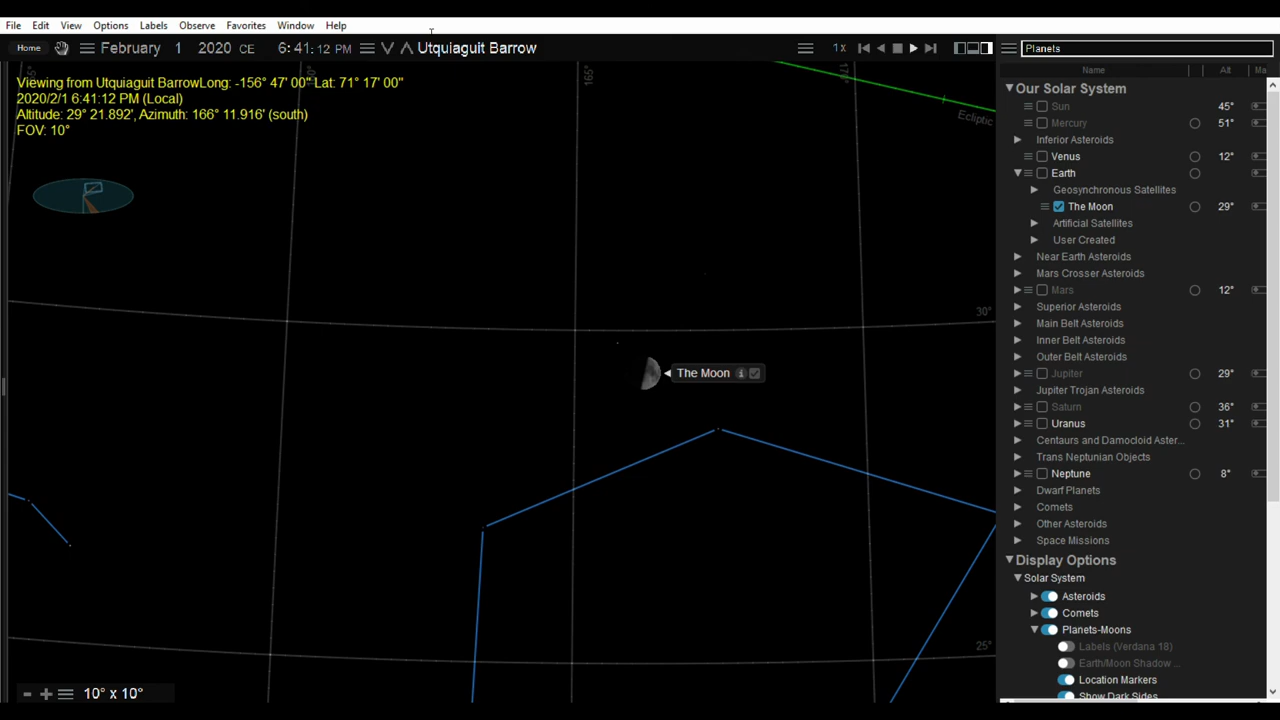 File Edit View Options Labels Observe Favorites Window Help
Home February 1 2020 CE 6:41:12 PM Utquiaguit Barrow 1x Planets
Viewing from Utquiaguit BarrowLong: -156° 47' 00" Lat: 71° 17' 00"
2020/2/1 6:41:12 PM (Local)
Altitude: 29° 21.892', Azimuth: 166° 11.916' (south)
FOV: 10°
165°
170°
Ecliptic
30°
The Moon
25°
10° x 10°
Name Alt Ma
Our Solar System
Sun 45°
Mercury 51°
Inferior Asteroids
Venus 12°
Earth
Geosynchronous Satellites
The Moon 29°
Artificial Satellites
User Created
Near Earth Asteroids
Mars Crosser Asteroids
Mars 12°
Superior Asteroids
Main Belt Asteroids
Inner Belt Asteroids
Outer Belt Asteroids
Jupiter 29°
Jupiter Trojan Asteroids
Saturn 36°
Uranus 31°
Centaurs and Damocloid Aster...
Trans Neptunian Objects
Neptune 8°
Dwarf Planets
Comets
Other Asteroids
Space Missions
Display Options
Solar System
Asteroids
Comets
Planets-Moons
Labels (Verdana 18)
Earth/Moon Shadow ...
Location Markers
Show Dark Sides